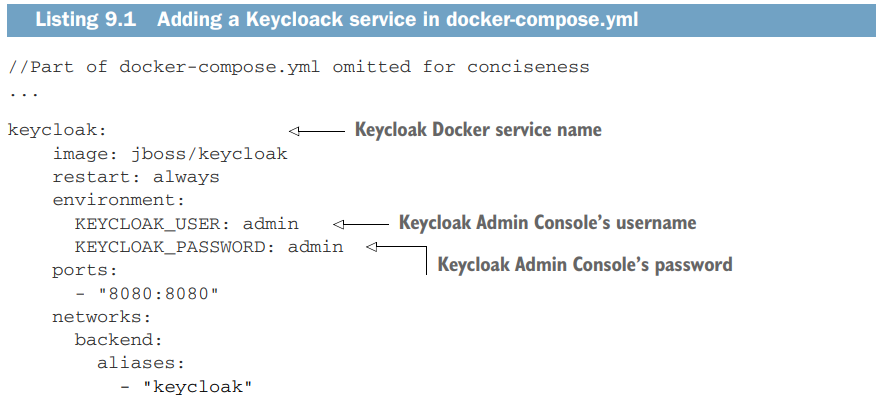 Listing 9.1 Adding a Keycloack service in docker-compose.yml
//Part of docker-compose.yml omitted for conciseness
...
keycloak: Keycloak Docker service name
image: jboss/keycloak
restart: always
environment:
KEYCLOAK_USER: admin Keycloak Admin Console's username
KEYCLOAK_PASSWORD: admin
Keycloak Admin Console's password
ports:
- "8080:8080"
networks:
backend:
aliases:
- "keycloak"